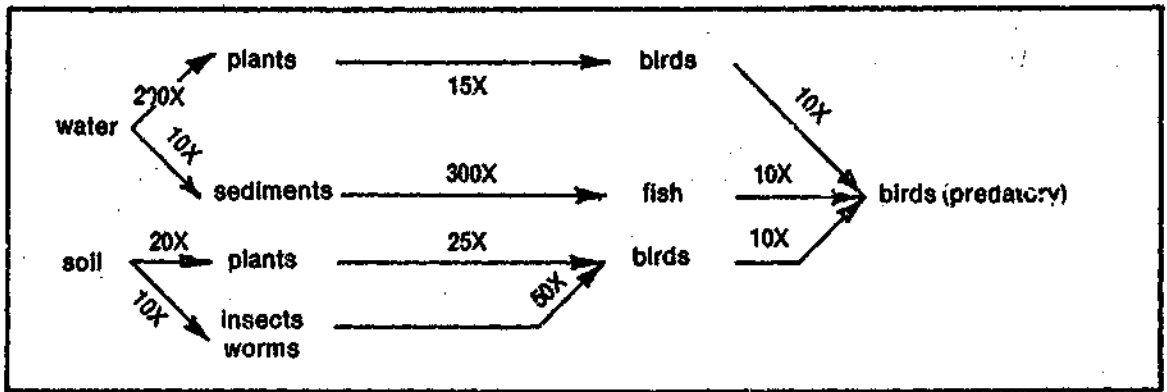 plants
birds
200X
15X
10X
water
10X
sediments
300X
fish
10X
birds (predatory)
soil
20X
plants
25X
birds
10X
10X
50X
insects
worms